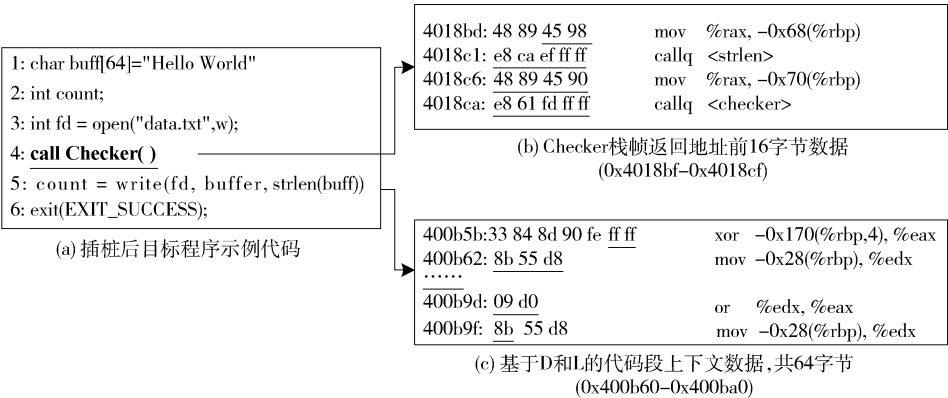 1: char buff[64]="Hello World"
2: int count;
3: int fd = open("data.txt",w);
4: call Checker( )
5: count = write(fd, buffer, strlen(buff))
6: exit(EXIT_SUCCESS);
(a) 插桩后目标程序示例代码
4018bd: 48 89 45 98 mov %rax, -0x68(%rbp)
4018c1: e8 ca ef ff ff callq <strlen>
4018c6: 48 89 45 90 mov %rax, -0x70(%rbp)
4018ca: e8 61 fd ff ff callq <checker>
(b) Checker栈帧返回地址前16字节数据
(0x4018bf-0x4018cf)
400b5b:33 84 8d 90 fe ff ff xor -0x170(%rbp,4), %eax
400b62: 8b 55 d8 mov -0x28(%rbp), %edx
……
400b9d: 09 d0 or %edx, %eax
400b9f: 8b 55 d8 mov -0x28(%rbp), %edx
(c) 基于D和L的代码段上下文数据,共64字节
(0x400b60-0x400ba0)